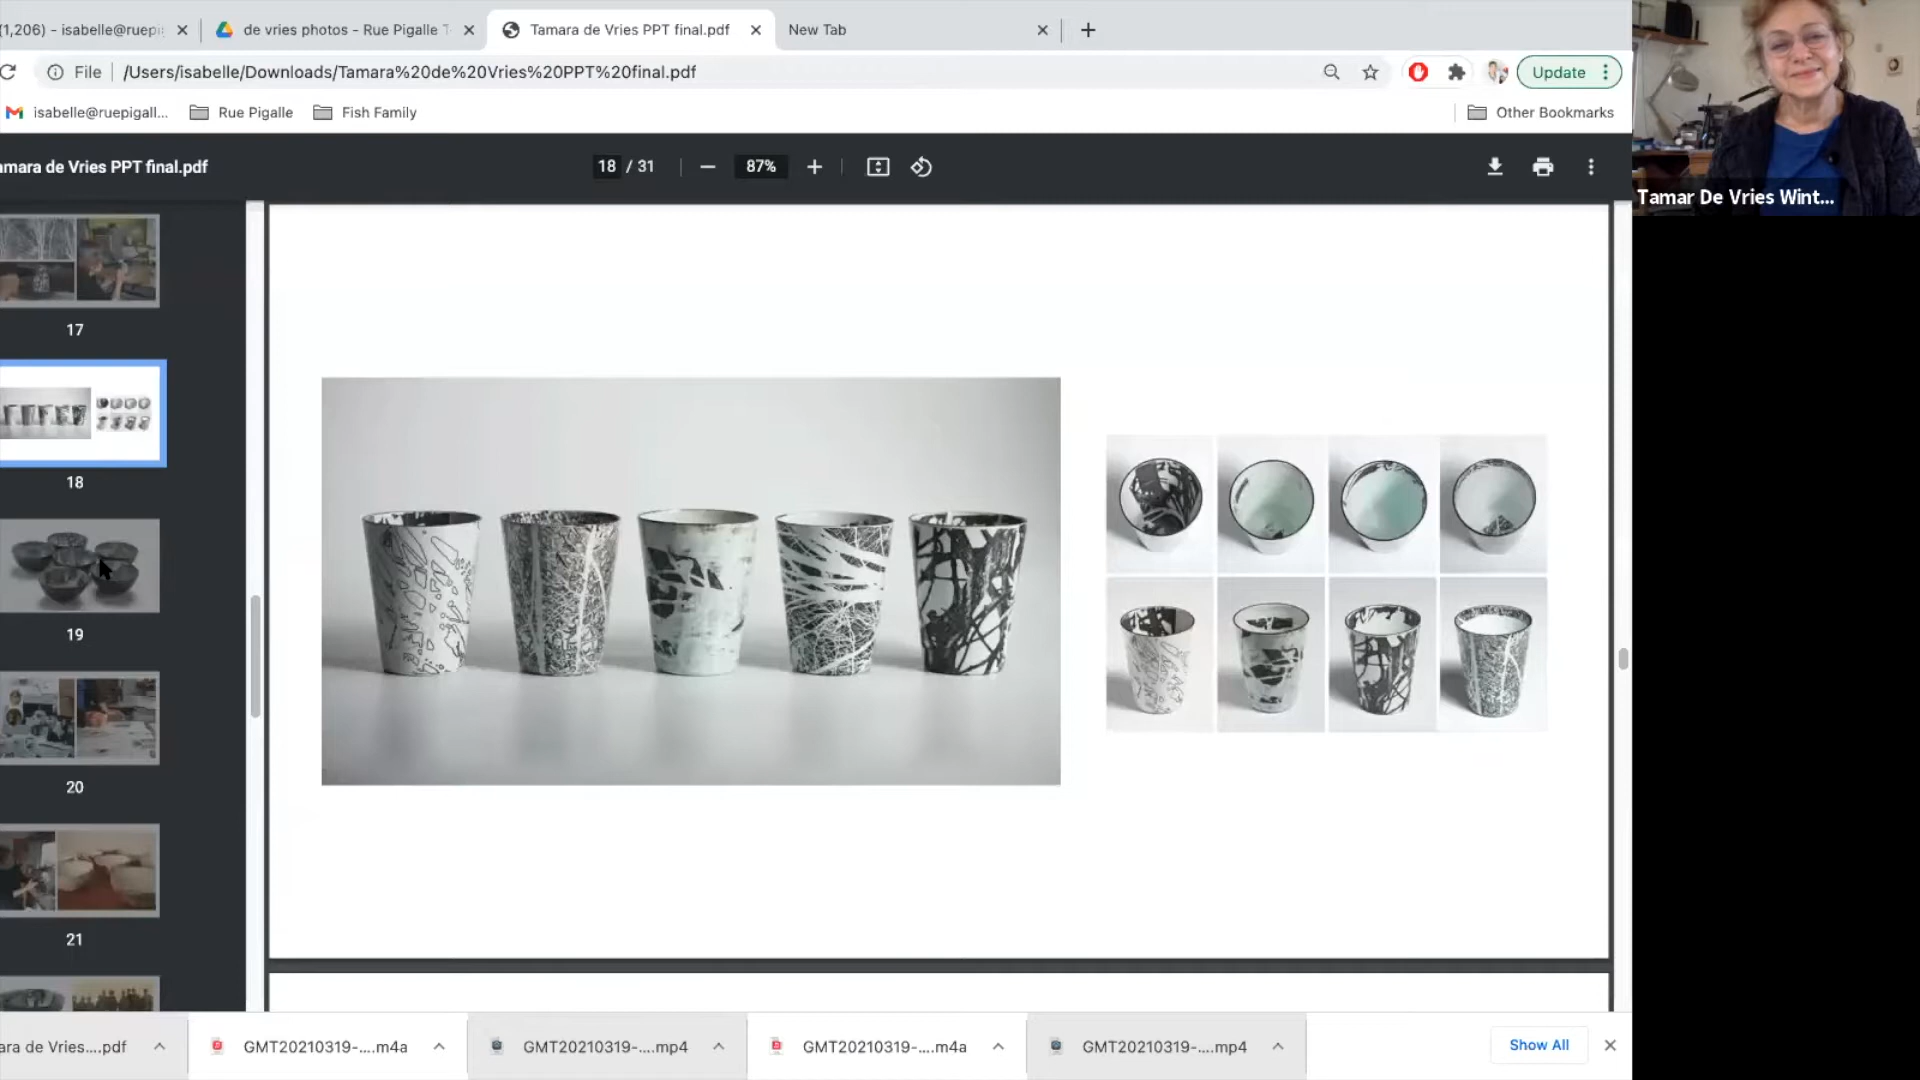 (1,206) - isabelle@ruepi
de vries photos - Rue Pigalle T
Tamara de Vries PPT final.pdf
New Tab
File
/Users/isabelle/Downloads/Tamara%20de%20Vries%20PPT%20final.pdf
Update
isabelle@ruepigall...
Rue Pigalle
Fish Family
Other Bookmarks
amara de Vries PPT final.pdf
18 / 31
87%
Tamar De Vries Wint...
17
18
19
20
21
ara de Vries....pdf
GMT20210319-....m4a
GMT20210319-....mp4
GMT20210319-....m4a
GMT20210319-....mp4
Show All